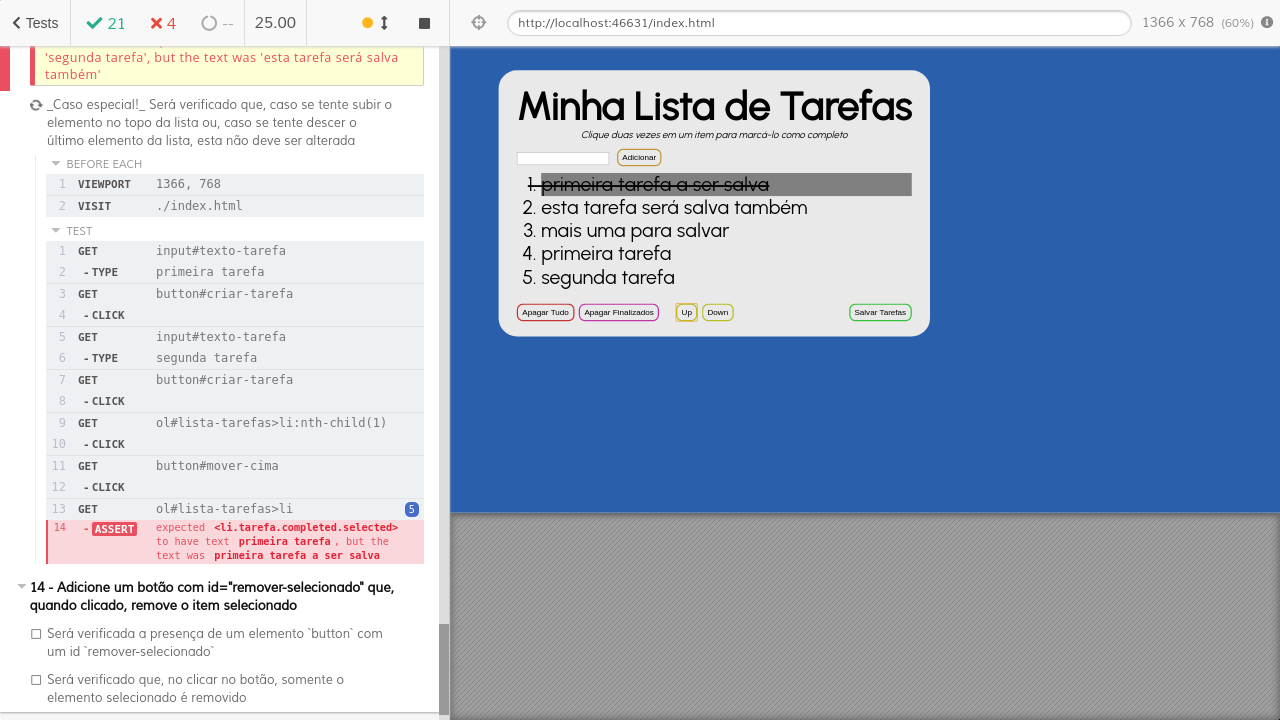 Tests 21 4 -- 25.00
'segunda tarefa', but the text was 'esta tarefa será salva
também'
_Caso especial!_ Será verificado que, caso se tente subir o
elemento no topo da lista ou, caso se tente descer o
último elemento da lista, esta não deve ser alterada
BEFORE EACH
1 VIEWPORT 1366, 768
2 VISIT ./index.html
TEST
1 GET input#texto-tarefa
2 -TYPE primeira tarefa
3 GET button#criar-tarefa
4 -CLICK
5 GET input#texto-tarefa
6 -TYPE segunda tarefa
7 GET button#criar-tarefa
8 -CLICK
9 GET ol#lista-tarefas>li:nth-child(1)
10 -CLICK
11 GET button#mover-cima
12 -CLICK
13 GET ol#lista-tarefas>li 5
14 -ASSERT expected <li.tarefa.completed.selected>
to have text primeira tarefa, but the
text was primeira tarefa a ser salva
14 - Adicione um botão com id="remover-selecionado" que,
quando clicado, remove o item selecionado
Será verificada a presença de um elemento `button` com
um id `remover-selecionado`
Será verificado que, no clicar no botão, somente o
elemento selecionado é removido
http://localhost:46631/index.html 1366 x 768 (60%)
Minha Lista de Tarefas
Clique duas vezes em um item para marcá-lo como completo
Adicionar
1. primeira tarefa a ser salva
2. esta tarefa será salva também
3. mais uma para salvar
4. primeira tarefa
5. segunda tarefa
Apagar Tudo Apagar Finalizados Up Down Salvar Tarefas